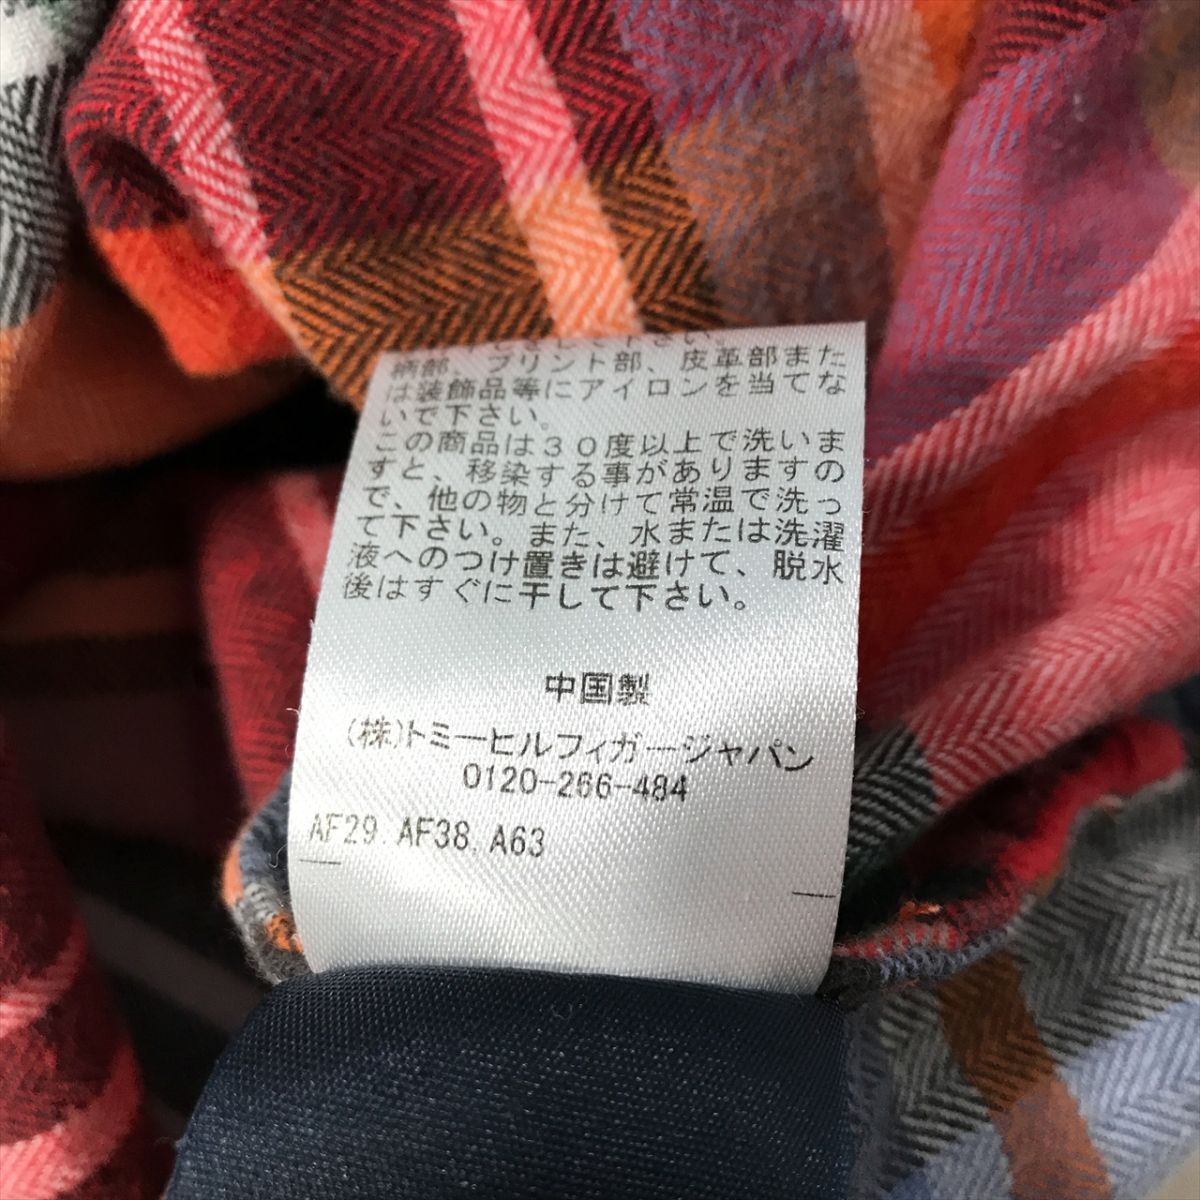 して下さい。
柄部、プリント部、皮革部また
は装飾品等にアイロンを当てな
いで下さい。
この商品は３０度以上で洗いま
すと、移染する事がありますの
で、他の物と分けて常温で洗っ
て下さい。また、水または洗濯
液へのつけ置きは避けて、脱水
後はすぐに干して下さい。
中国製
(株)トミーヒルフィガージャパン
0120-266-484
AF29. AF38. A63